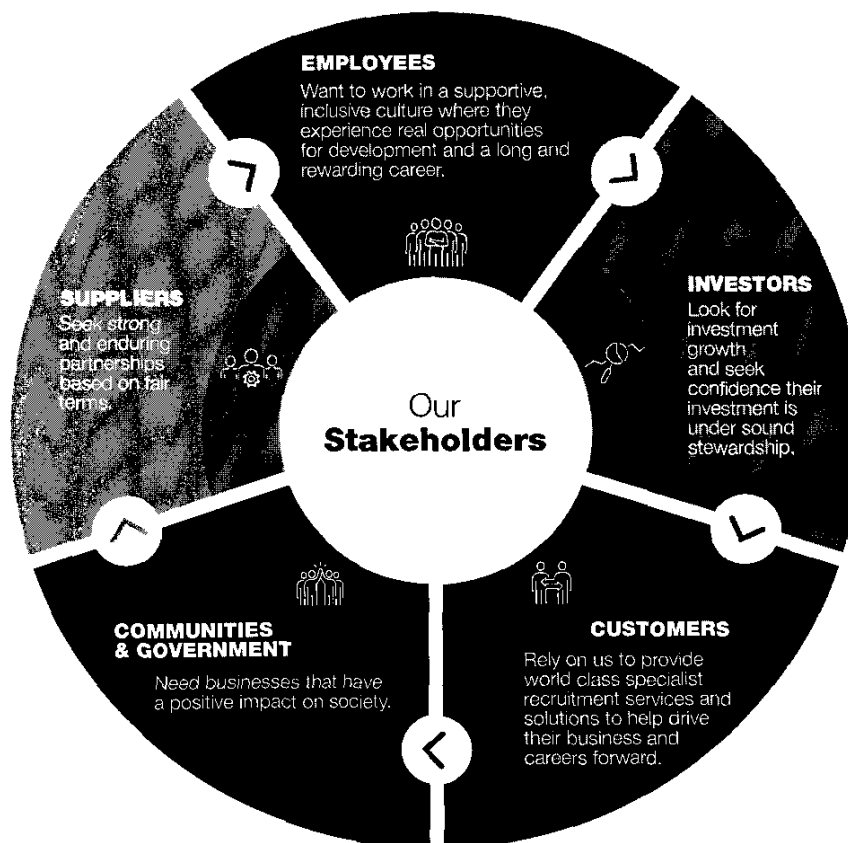 EMPLOYEES
Want to work in a supportive,
inclusive culture where they
experience real opportunities
for development and a long and
rewarding career.
INVESTORS
Look for
investment
growth
and seek
confidence their
investment is
under sound
stewardship.
CUSTOMERS
Rely on us to provide
world class specialist
recruitment services and
solutions to help drive
their business and
careers forward.
COMMUNITIES
& GOVERNMENT
Need businesses that have
a positive impact on society.
SUPPLIERS
Seek strong
and enduring
partnerships
based on fair
terms.
Our
Stakeholders